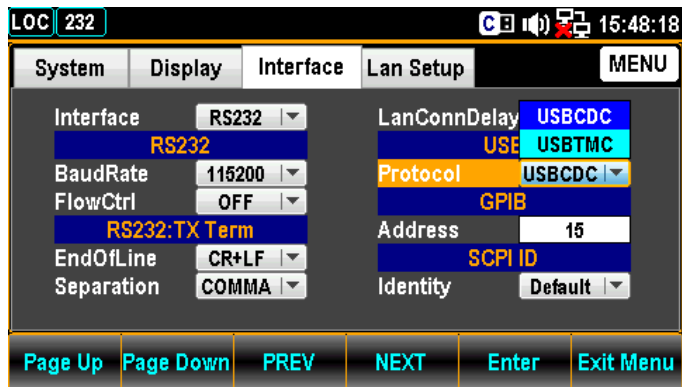 LOC 232 C 15:48:18
System Display Interface Lan Setup MENU
Interface RS232
RS232
BaudRate 115200
FlowCtrl OFF
RS232:TX Term
EndOfLine CR+LF
Separation COMMA
LanConnDelay USBCDC
USB USBTMC
Protocol USBCDC
GPIB
Address 15
SCPI ID
Identity Default
Page Up Page Down PREV NEXT Enter Exit Menu